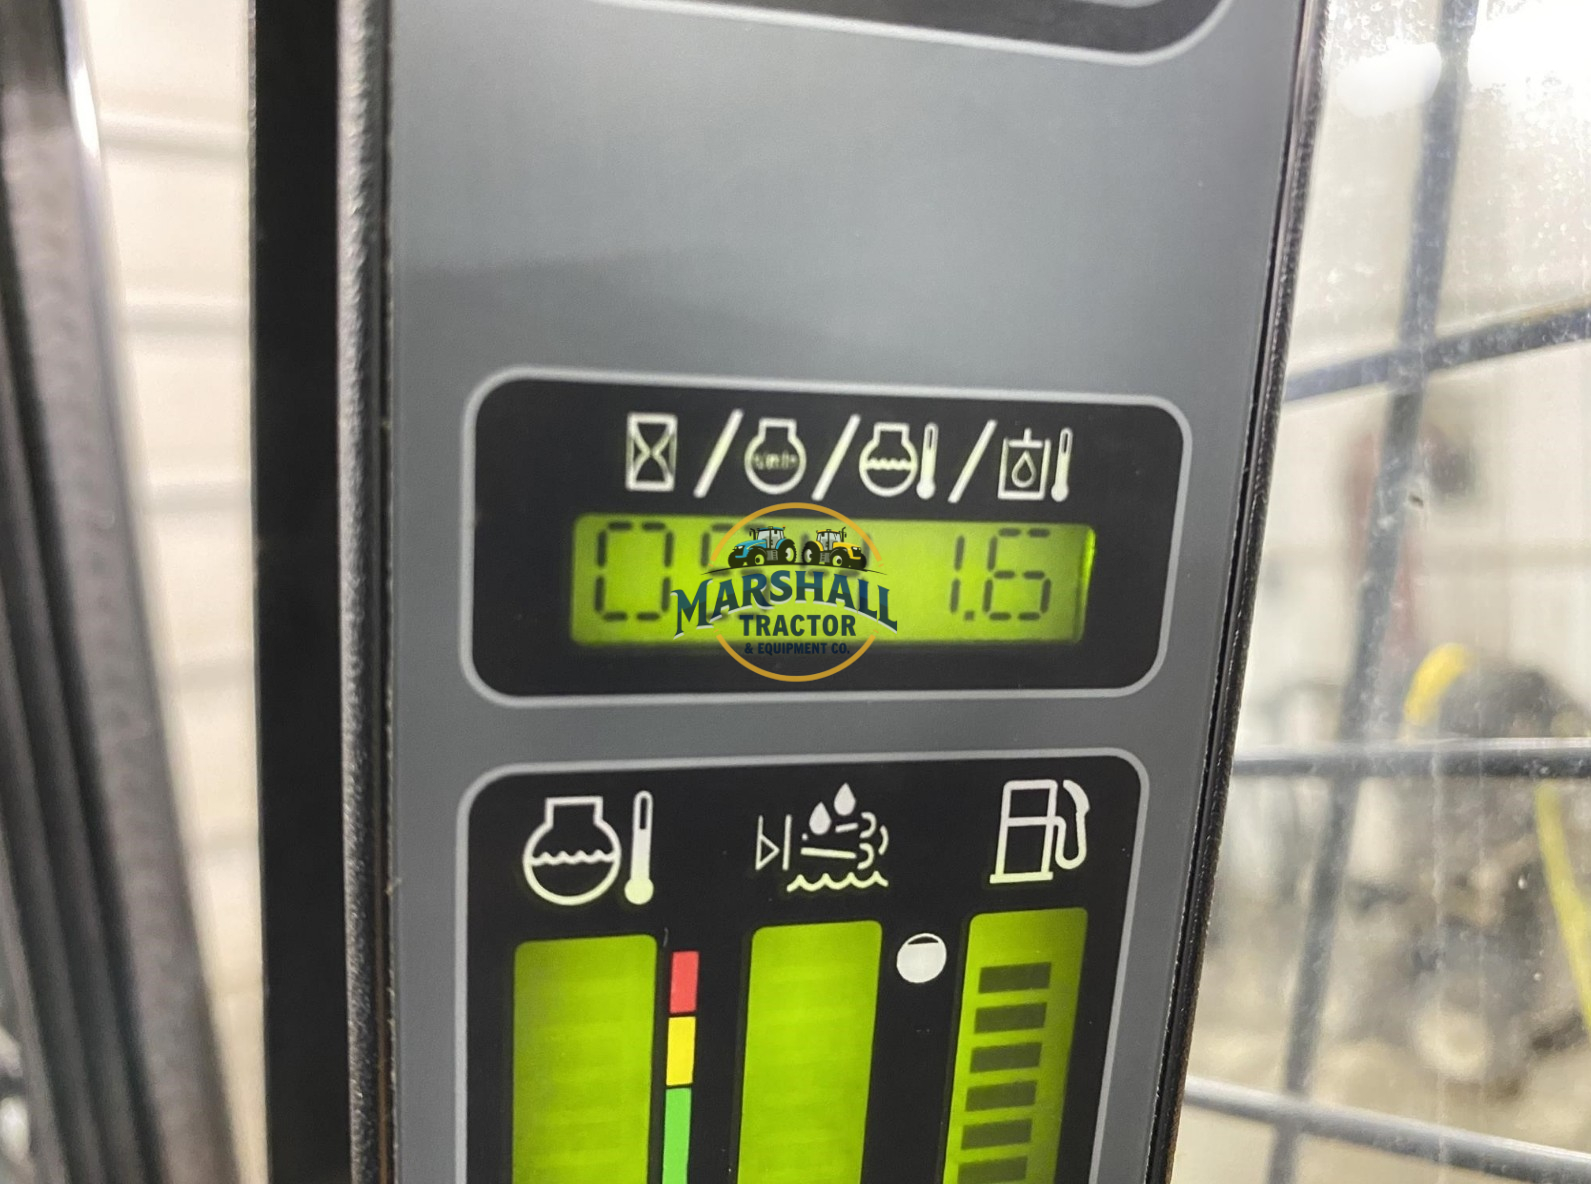 1.6
MARSHALL
TRACTOR
& EQUIPMENT CO.